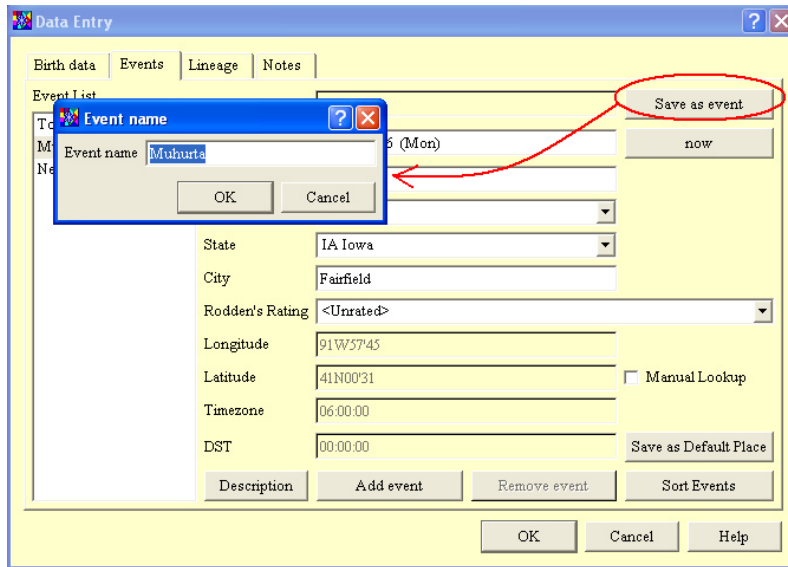 Data Entry
Birth data Events Lineage Notes
Event List
Save as event
Event name
6 (Mon)
now
Event name Muhurta
OK Cancel
State IA Iowa
City Fairfield
Rodden's Rating <Unrated>
Longitude 91W57'45
Latitude 41N00'31 Manual Lookup
Timezone 06:00:00
DST 00:00:00 Save as Default Place
Description Add event Remove event Sort Events
OK Cancel Help